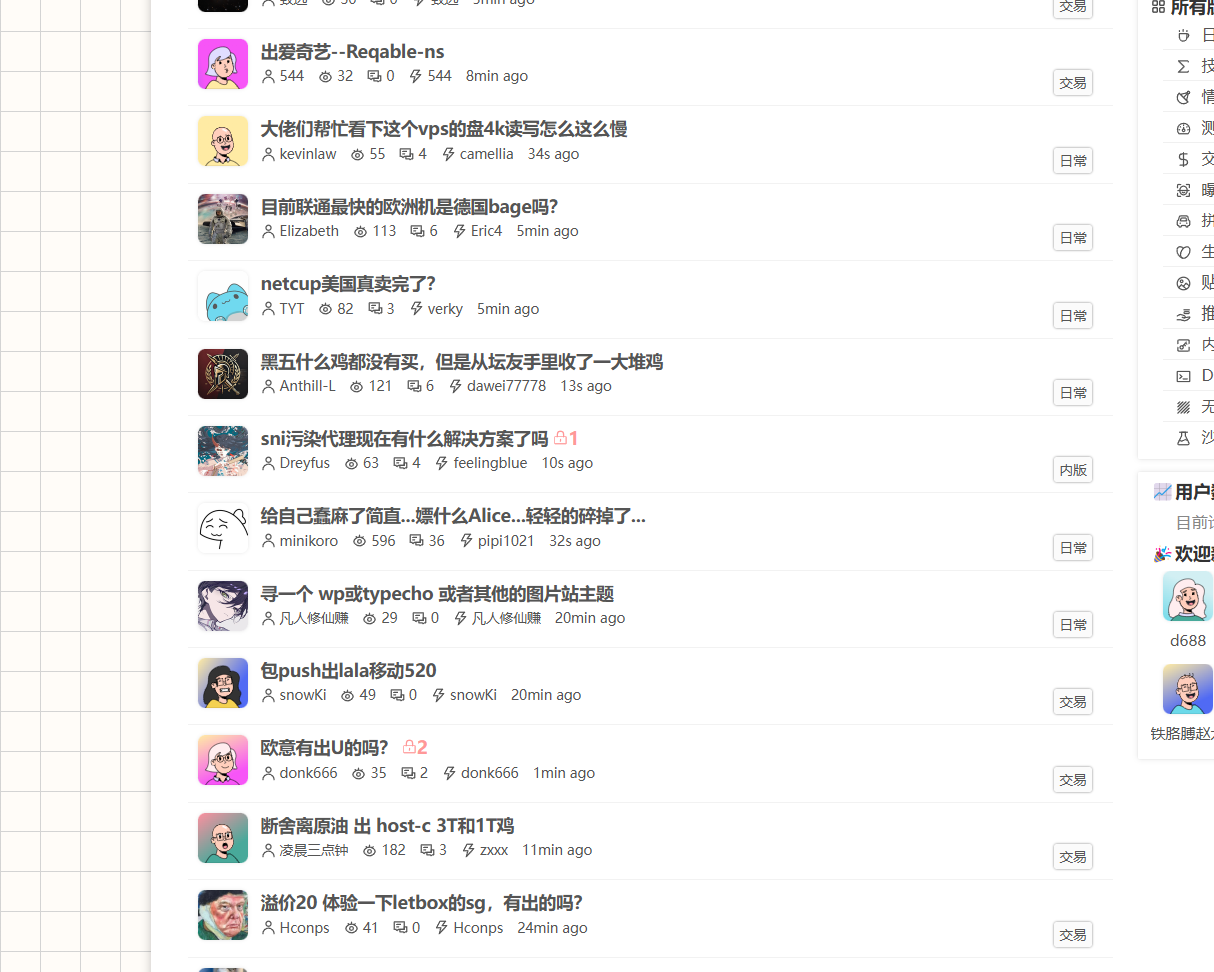 致远 30 0 致远 5min ago
交易
出爱奇艺--Reqable-ns
544 32 0 544 8min ago
交易
大佬们帮忙看下这个vps的盘4k读写怎么这么慢
kevinlaw 55 4 camellia 34s ago
日常
目前联通最快的欧洲机是德国bage吗?
Elizabeth 113 6 Eric4 5min ago
日常
netcup美国真卖完了?
TYT 82 3 verky 5min ago
日常
黑五什么鸡都没有买，但是从坛友手里收了一大堆鸡
Anthill-L 121 6 dawei77778 13s ago
日常
sni污染代理现在有什么解决方案了吗 1
Dreyfus 63 4 feelingblue 10s ago
内版
给自己蠢麻了简直...嫖什么Alice...轻轻的碎掉了...
minikoro 596 36 pipi1021 32s ago
日常
寻一个 wp或typecho 或者其他的图片站主题
凡人修仙赚 29 0 凡人修仙赚 20min ago
日常
包push出lala移动520
snowKi 49 0 snowKi 20min ago
交易
欧意有出U的吗? 2
donk666 35 2 donk666 1min ago
交易
断舍离原油 出 host-c 3T和1T鸡
凌晨三点钟 182 3 zxxx 11min ago
交易
溢价20 体验一下letbox的sg，有出的吗?
Hconps 41 0 Hconps 24min ago
交易
所有版
日
技
情
测
交
曝
拼
生
贴
推
内
D
无
沙
用户数
目前论
欢迎新
d688
铁胳膊赵